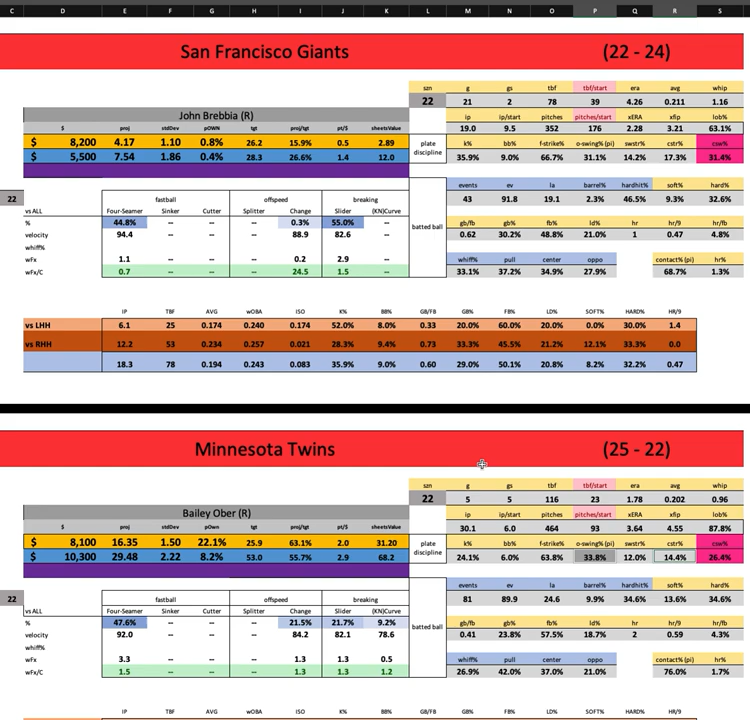 C D E F G H I J K L M N O P Q R S
San Francisco Giants (22 - 24)
szn g gs tbf tbf/start era avg whip
22 21 2 78 39 4.26 0.211 1.16
John Brebbia (R) ip ip/start pitches pitches/start xERA xfip lob%
$ proj stdDev pOWN tgt proj/tgt pt/$ sheetsValue 19.0 9.5 352 176 2.28 3.21 63.1%
$ 8,200 4.17 1.10 0.8% 26.2 15.9% 0.5 2.89 plate discipline k% bb% f-strike% o-swing% (pi) swstr% cstr% csw%
$ 5,500 7.54 1.86 0.4% 28.3 26.6% 1.4 12.0 35.9% 9.0% 66.7% 31.1% 14.2% 17.3% 31.4%
events ev la barrel% hardhit% soft% hard%
22 fastball offspeed breaking 43 91.8 19.1 2.3% 46.5% 9.3% 32.6%
vs ALL Four-Seamer Sinker Cutter Splitter Change Slider (KN)Curve
% 44.8% -- -- -- 0.3% 55.0% -- batted ball gb/fb gb% fb% ld% hr hr/9 hr/fb
velocity 94.4 -- -- -- 88.9 82.6 -- 0.62 30.2% 48.8% 21.0% 1 0.47 4.8%
whiff%
wFx 1.1 -- -- -- 0.2 2.9 -- whiff% pull center oppo contact% (pi) hr%
wFx/C 0.7 -- -- -- 24.5 1.5 -- 33.1% 37.2% 34.9% 27.9% 68.7% 1.3%
IP TBF AVG wOBA ISO K% BB% GB/FB GB% FB% LD% SOFT% HARD% HR/9
vs LHH 6.1 25 0.174 0.240 0.174 52.0% 8.0% 0.33 20.0% 60.0% 20.0% 0.0% 30.0% 1.4
vs RHH 12.2 53 0.234 0.257 0.021 28.3% 9.4% 0.73 33.3% 45.5% 21.2% 12.1% 33.3% 0.0
18.3 78 0.194 0.243 0.083 35.9% 9.0% 0.60 29.0% 50.1% 20.8% 8.2% 32.2% 0.47
Minnesota Twins (25 - 22)
szn g gs tbf tbf/start era avg whip
22 5 5 116 23 1.78 0.202 0.96
Bailey Ober (R) ip ip/start pitches pitches/start xERA xfip lob%
$ proj stdDev pOwn tgt proj/tgt pt/$ sheetsValue 30.1 6.0 464 93 3.64 4.55 87.8%
$ 8,100 16.35 1.50 22.1% 25.9 63.1% 2.0 31.20 plate discipline k% bb% f-strike% o-swing% (pi) swstr% cstr% csw%
$ 10,300 29.48 2.22 8.2% 53.0 55.7% 2.9 68.2 24.1% 6.0% 63.8% 33.8% 12.0% 14.4% 26.4%
events ev la barrel% hardhit% soft% hard%
22 fastball offspeed breaking 81 89.9 24.6 9.9% 34.6% 13.6% 34.6%
vs ALL Four-Seamer Sinker Cutter Splitter Change Slider (KN)Curve
% 47.6% -- -- -- 21.5% 21.7% 9.2% batted ball gb/fb gb% fb% ld% hr hr/9 hr/fb
velocity 92.0 -- -- -- 84.2 82.1 78.6 0.41 23.8% 57.5% 18.7% 2 0.59 4.3%
whiff%
wFx 3.3 -- -- -- 1.3 1.3 0.5 whiff% pull center oppo contact% (pi) hr%
wFx/C 1.5 -- -- -- 1.3 1.3 1.2 26.9% 42.0% 37.0% 21.0% 76.0% 1.7%
IP TBF AVG wOBA ISO K% BB% GB/FB GB% FB% LD% SOFT% HARD% HR/9